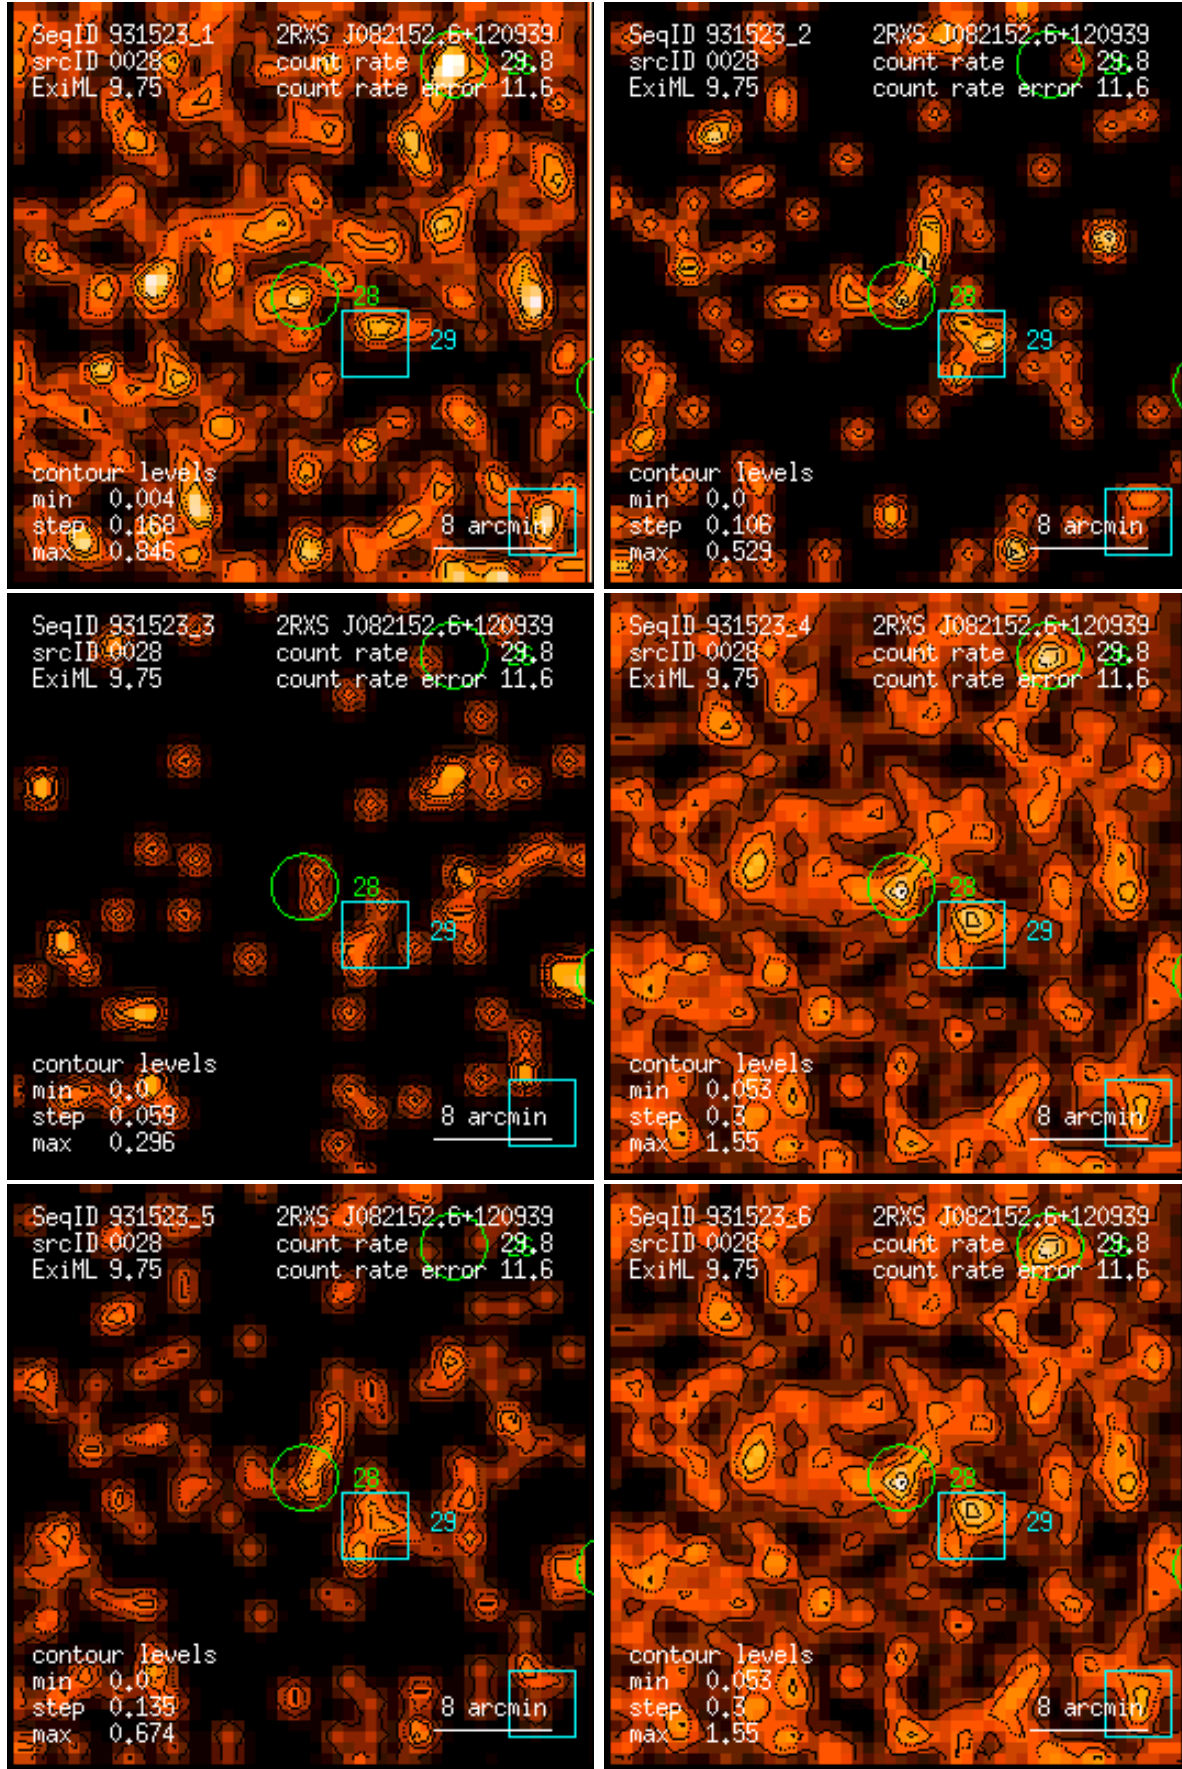 SeqID 931523_1 2RXS J082152.6+120939
srcID 0028 count rate 29.8
ExiML 9.75 count rate error 11.6
28
29
contour levels
min 0.004
step 0.168 8 arcmin
max 0.846
SeqID 931523_2 2RXS J082152.6+120939
srcID 0028 count rate 29.8
ExiML 9.75 count rate error 11.6
28
29
contour levels
min 0.0
step 0.106 8 arcmin
max 0.529
SeqID 931523_3 2RXS J082152.6+120939
srcID 0028 count rate 29.8
ExiML 9.75 count rate error 11.6
28
29
contour levels
min 0.0
step 0.059 8 arcmin
max 0.296
SeqID 931523_4 2RXS J082152.6+120939
srcID 0028 count rate 29.8
ExiML 9.75 count rate error 11.6
28
29
contour levels
min 0.053
step 0.3 8 arcmin
max 1.55
SeqID 931523_5 2RXS J082152.6+120939
srcID 0028 count rate 29.8
ExiML 9.75 count rate error 11.6
28
29
contour levels
min 0.0
step 0.135 8 arcmin
max 0.674
SeqID 931523_6 2RXS J082152.6+120939
srcID 0028 count rate 29.8
ExiML 9.75 count rate error 11.6
28
29
contour levels
min 0.053
step 0.3 8 arcmin
max 1.55